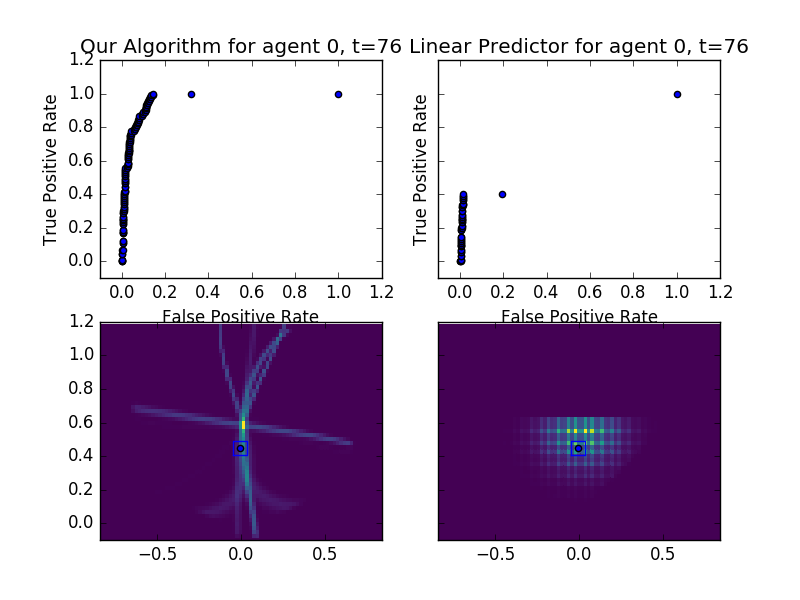 Our Algorithm for agent 0, t=76 Linear Predictor for agent 0, t=76
1.2
1.0
0.8
0.6
0.4
0.2
0.0
True Positive Rate
True Positive Rate
0.0 0.2 0.4 0.6 0.8 1.0 1.2
0.0 0.2 0.4 0.6 0.8 1.0 1.2
False Positive Rate
False Positive Rate
1.2
1.0
0.8
0.6
0.4
0.2
0.0
−0.5 0.0 0.5
−0.5 0.0 0.5